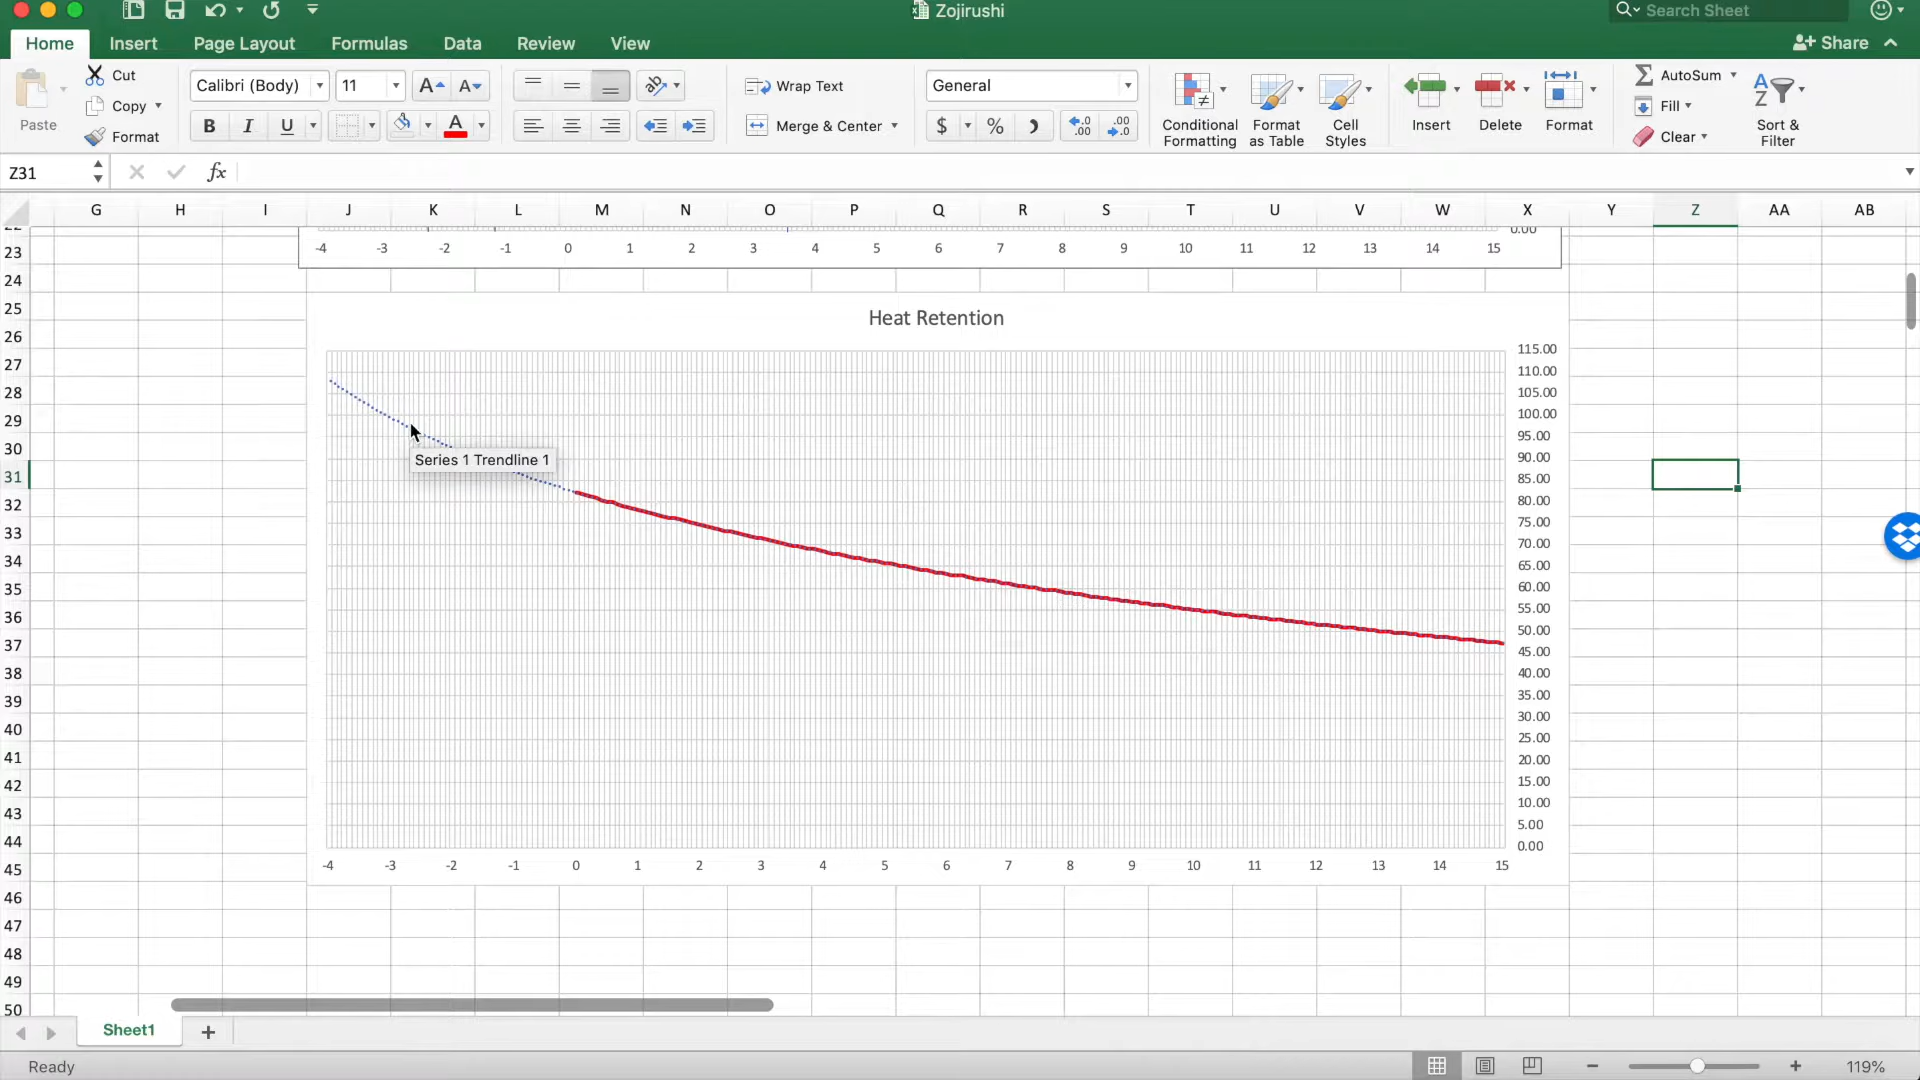 Zojirushi
Search Sheet
Home Insert Page Layout Formulas Data Review View Share
Paste Cut Copy Format
Calibri (Body) 11
B I U A
Wrap Text
Merge & Center
General
$ % .0 .00 .00 .0
Conditional Formatting
Format as Table
Cell Styles
Insert Delete Format
AutoSum
Fill
Clear
Sort & Filter
Z31 fx
G H I J K L M N O P Q R S T U V W X Y Z AA AB
22
23
24
25
26
27
28
29
30
31
32
33
34
35
36
37
38
39
40
41
42
43
44
45
46
47
48
49
50
0.00
-4 -3 -2 -1 0 1 2 3 4 5 6 7 8 9 10 11 12 13 14 15
Heat Retention
115.00
110.00
105.00
100.00
95.00
90.00
85.00
80.00
75.00
70.00
65.00
60.00
55.00
50.00
45.00
40.00
35.00
30.00
25.00
20.00
15.00
10.00
5.00
0.00
Series 1 Trendline 1
-4 -3 -2 -1 0 1 2 3 4 5 6 7 8 9 10 11 12 13 14 15
Sheet1 +
Ready
119%